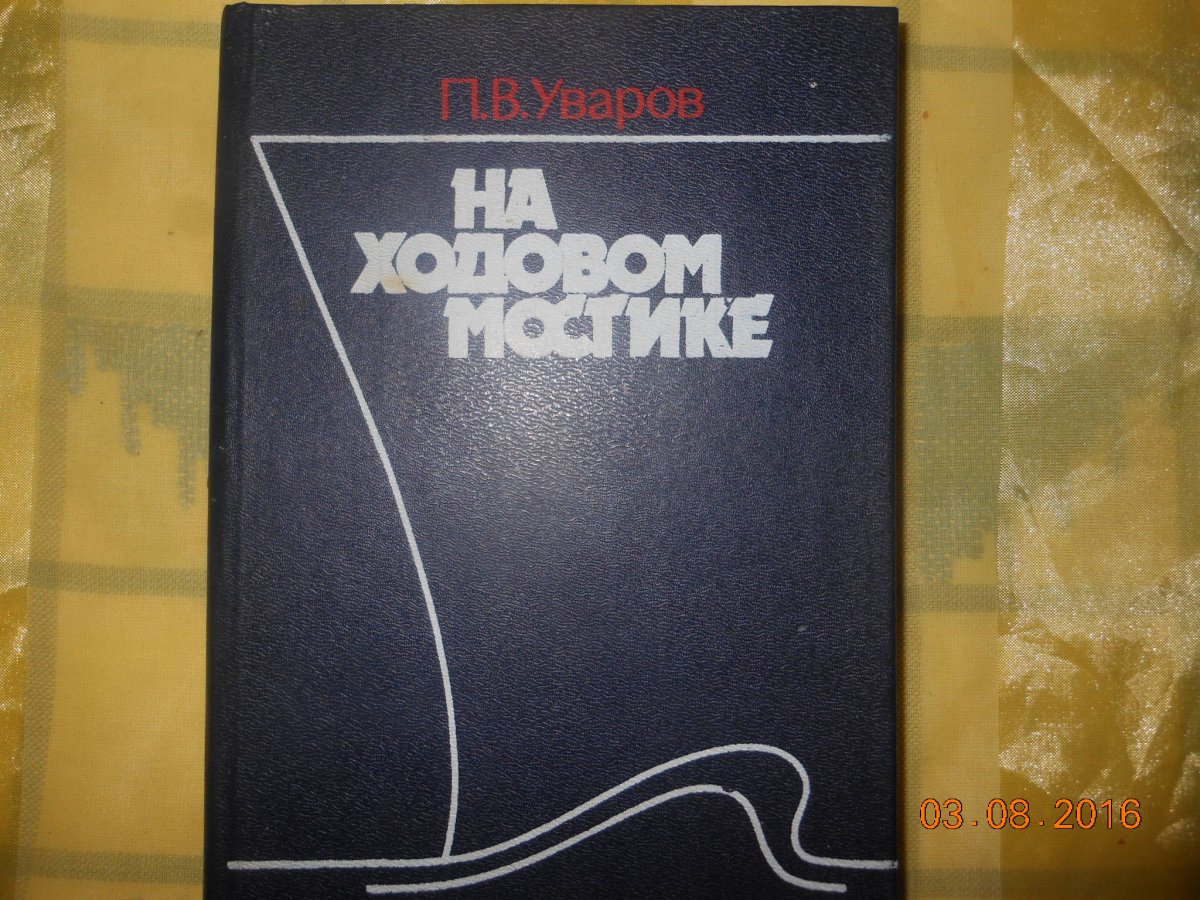 П.В.Уваров
НА
ХОДОВОМ
МОСТИКЕ
03.08.2016